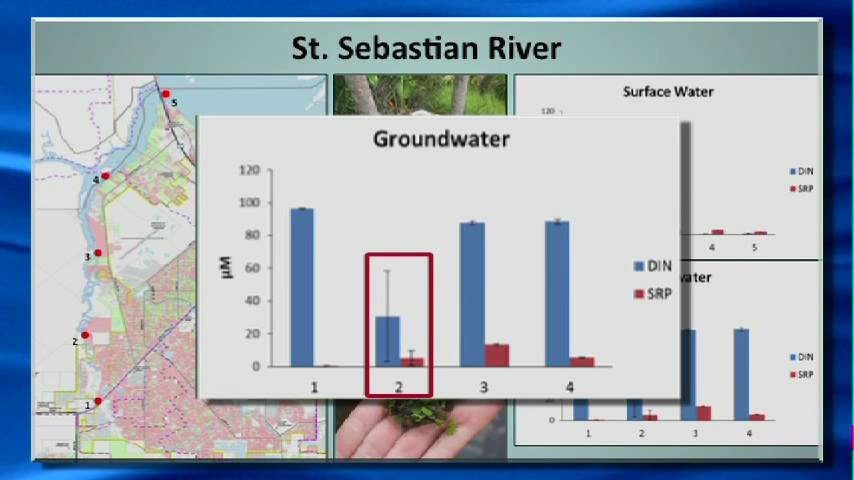 St. Sebastian River
5
4
3
2
1
Groundwater
120
100
80
60
40
20
0
µM
1
2
3
4
DIN
SRP
Surface Water
120
4
5
DIN
SRP
water
0
1
2
3
4
DIN
SRP